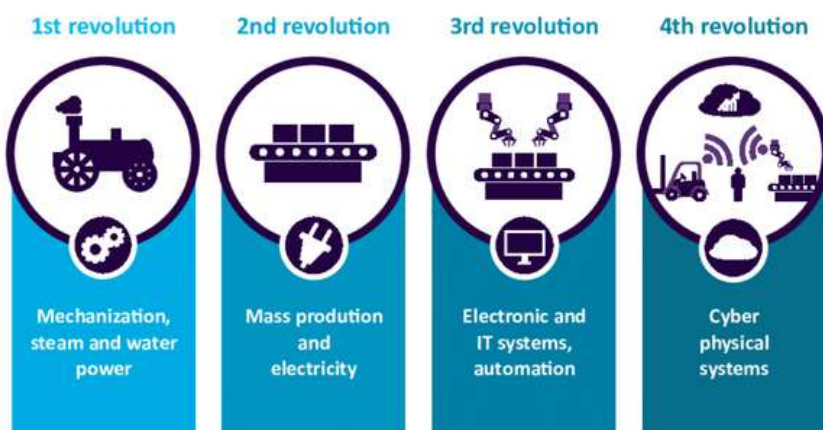 1st revolution
2nd revolution
3rd revolution
4th revolution
Mechanization,
steam and water
power
Mass prodution
and
electricity
Electronic and
IT systems,
automation
Cyber
physical
systems